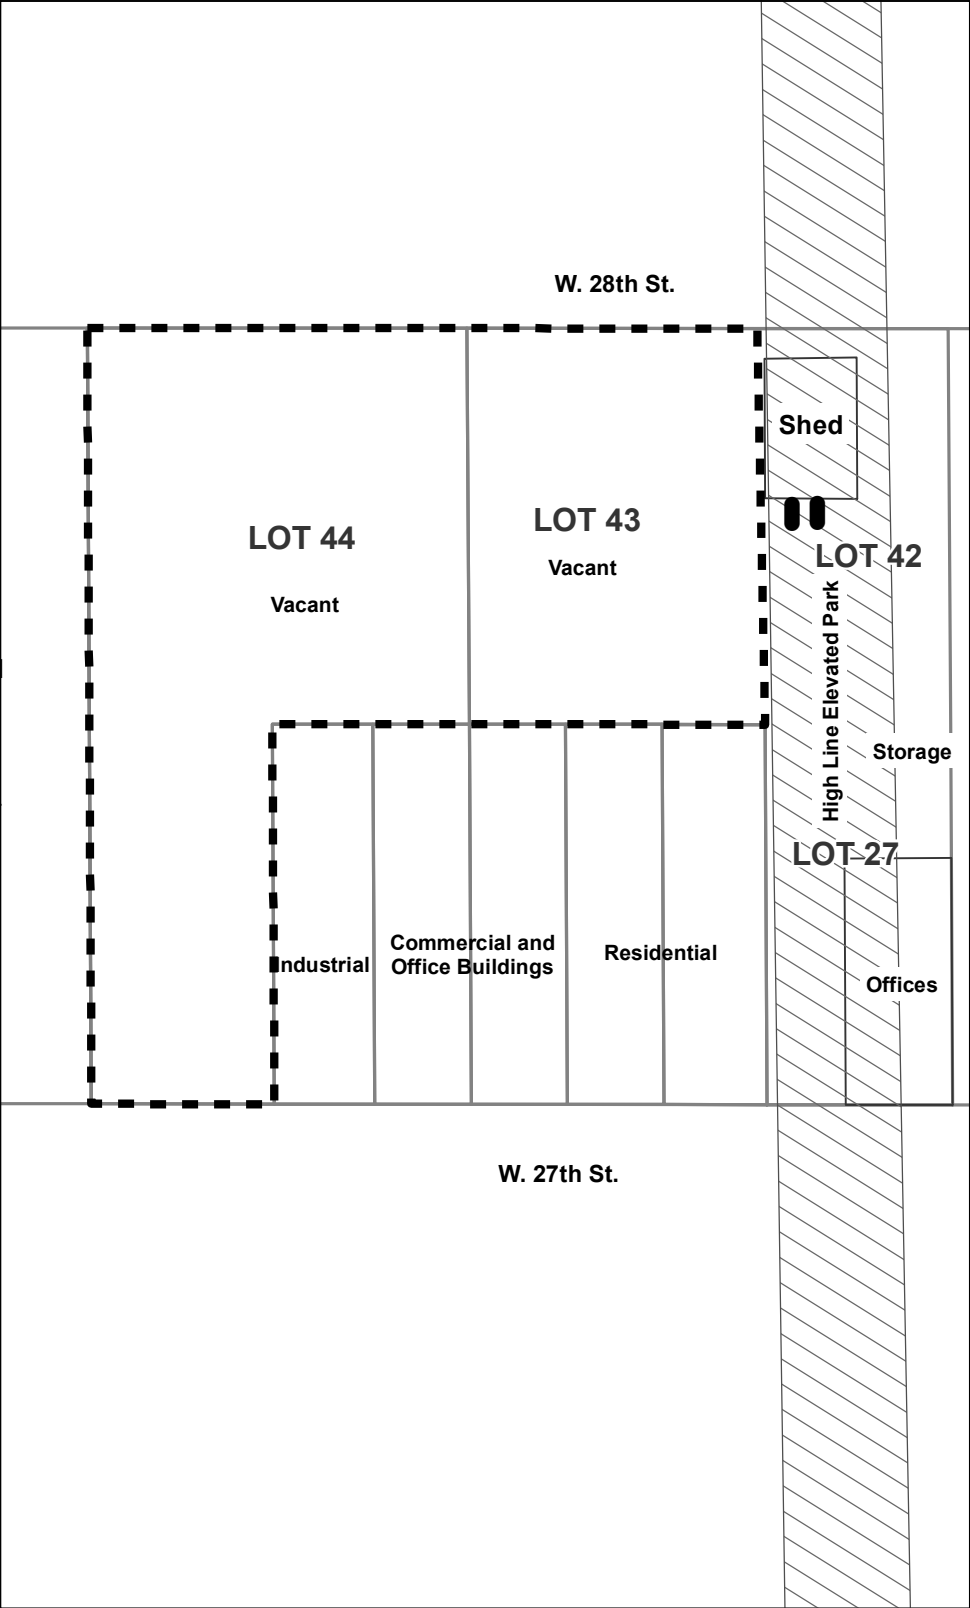 W. 28th St.
Shed
LOT 44
Vacant
LOT 43
Vacant
LOT 42
High Line Elevated Park
Storage
LOT 27
Industrial
Commercial and
Office Buildings
Residential
Offices
W. 27th St.